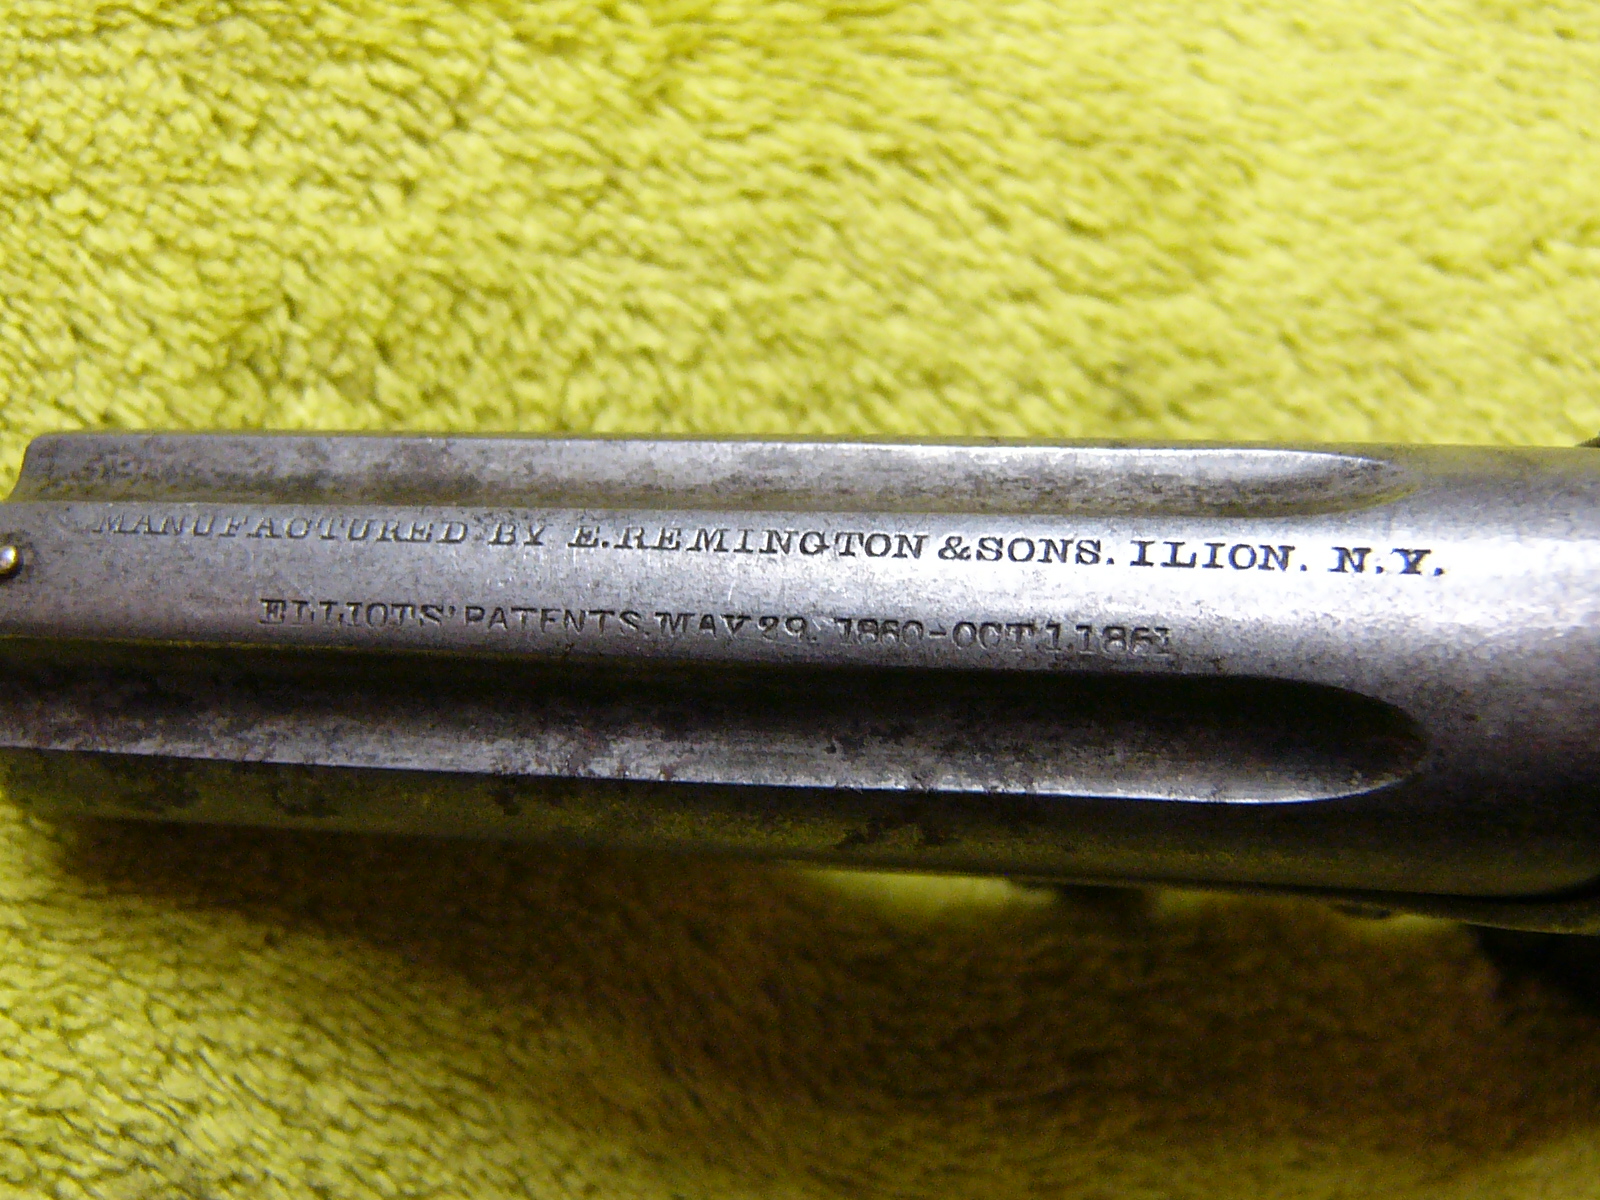 MANUFACTURED BY E.REMINGTON &SONS. ILION. N.Y.
ELLIOTS' PATENTS. MAY 29. 1860-OCT.1.1861